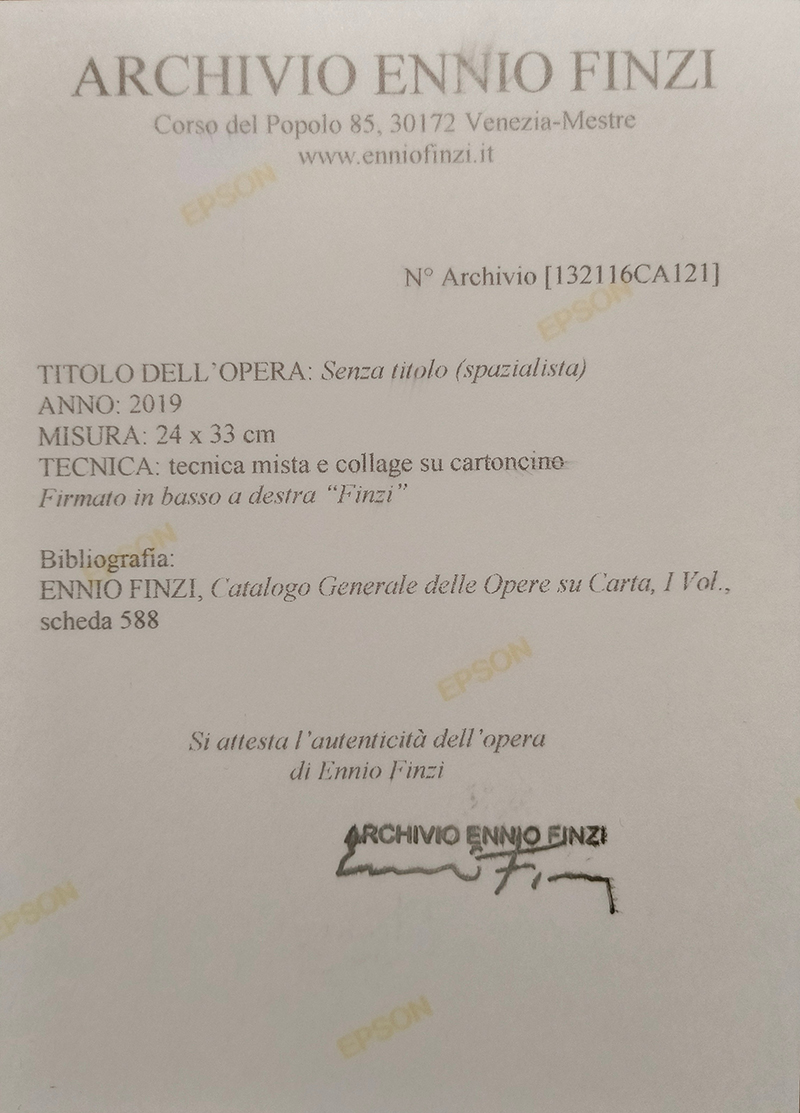 ARCHIVIO ENNIO FINZI
Corso del Popolo 85, 30172 Venezia-Mestre
www.enniofinzi.it
EPSON
N° Archivio [132116CA121]
EPSON
TITOLO DELL'OPERA: Senza titolo (spazialista)
ANNO: 2019
MISURA: 24 x 33 cm
TECNICA: tecnica mista e collage su cartoncino
Firmato in basso a destra “Finzi”
EPSON
Bibliografia:
ENNIO FINZI, Catalogo Generale delle Opere su Carta, I Vol.,
scheda 588
EPSON
Si attesta l'autenticità dell'opera
di Ennio Finzi
ARCHIVIO ENNIO FINZI
Ennio Finzi
EPSON
EPSON